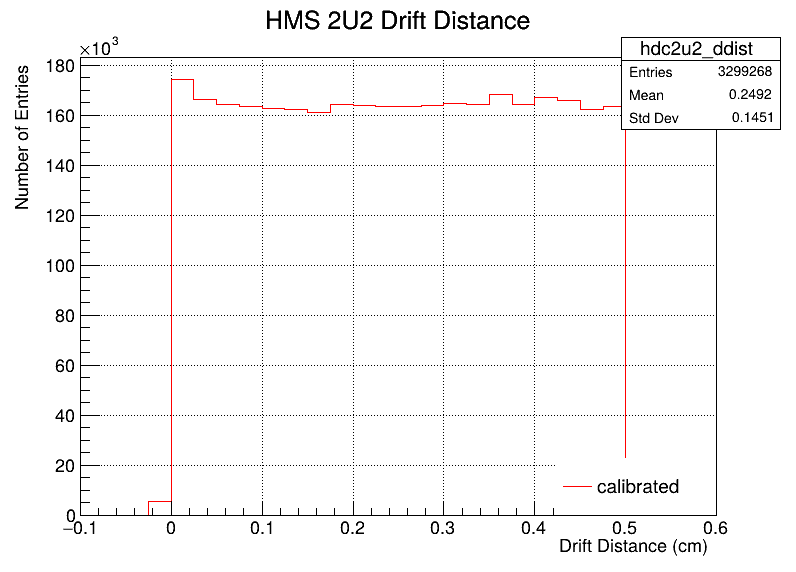 HMS 2U2 Drift Distance
×10³
hdc2u2_ddist
Entries 3299268
Mean 0.2492
Std Dev 0.1451
Number of Entries
180
160
140
120
100
80
60
40
20
0
−0.1 0 0.1 0.2 0.3 0.4 0.5 0.6
calibrated
Drift Distance (cm)